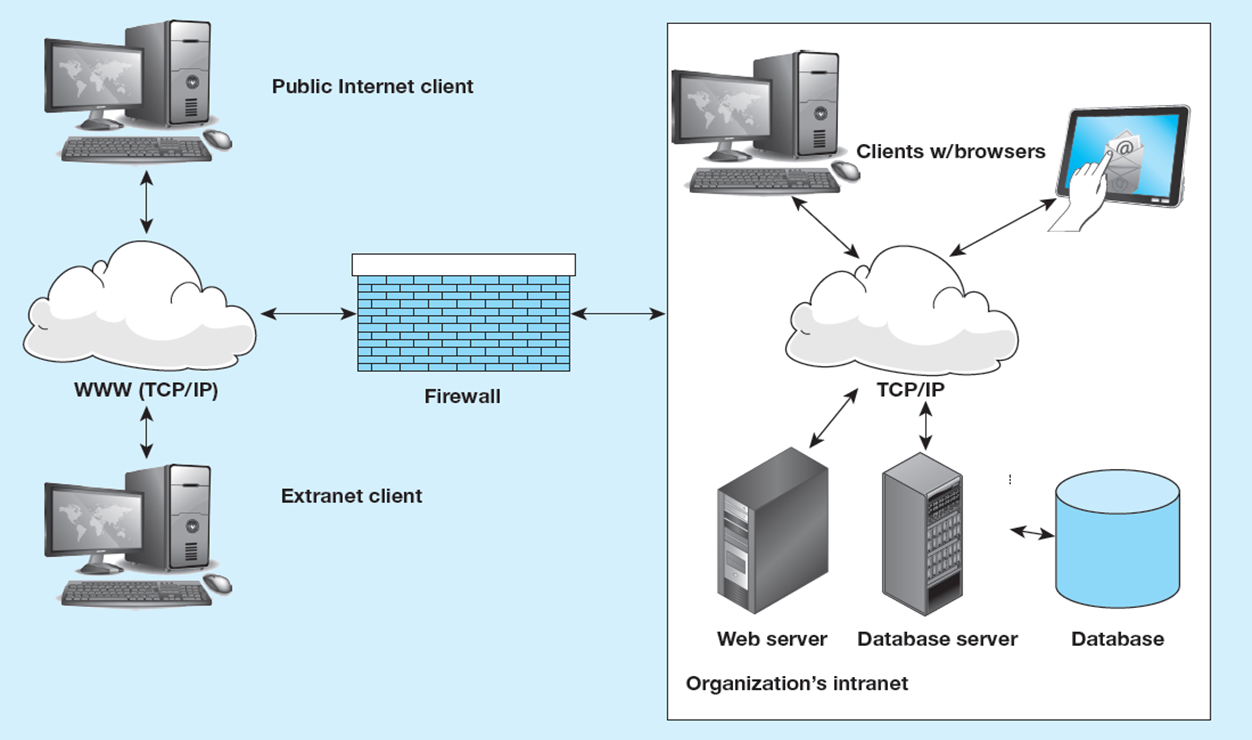 Public Internet client
Clients w/browsers
@
WWW (TCP/IP)
Firewall
TCP/IP
Extranet client
Web server
Database server
Database
Organization's intranet